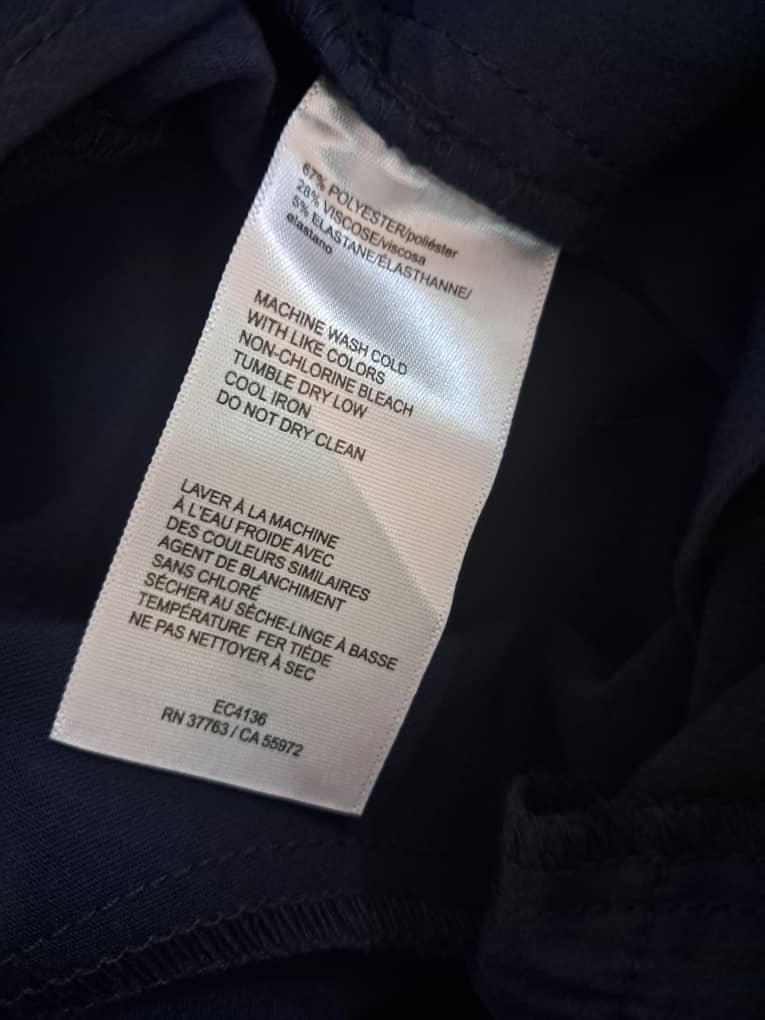 67% POLYESTER/poliéster
28% VISCOSE/viscosa
5% ELASTANE/ÉLASTHANNE/
elastano
MACHINE WASH COLD
WITH LIKE COLORS
NON-CHLORINE BLEACH
TUMBLE DRY LOW
COOL IRON
DO NOT DRY CLEAN
LAVER À LA MACHINE
À L'EAU FROIDE AVEC
DES COULEURS SIMILAIRES
AGENT DE BLANCHIMENT
SANS CHLORÉ
SÉCHER AU SÈCHE-LINGE À BASSE
TEMPÉRATURE FER TIÈDE
NE PAS NETTOYER À SEC
EC4136
RN 37763 / CA 55972